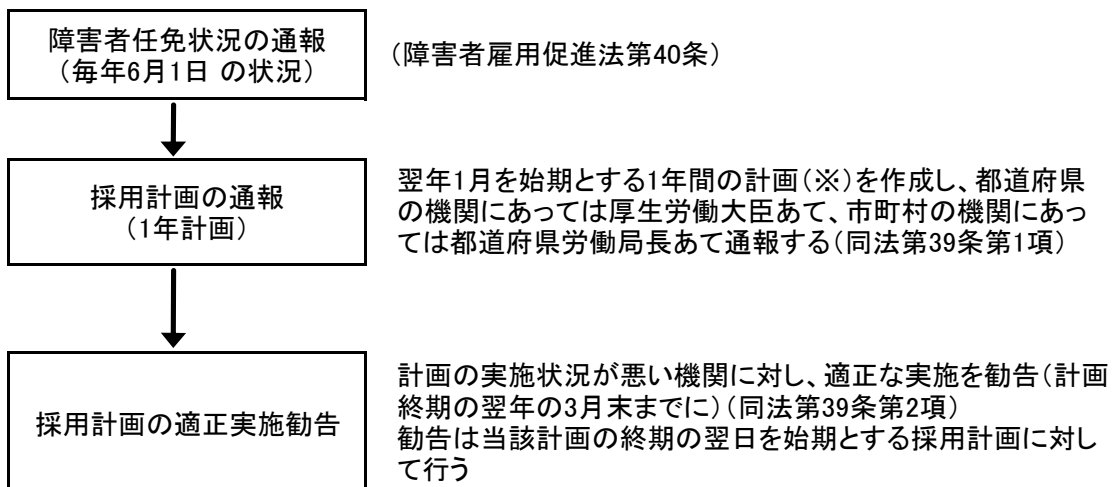 障害者任免状況の通報
（毎年6月1日 の状況）
（障害者雇用促進法第40条）
採用計画の通報
（1年計画）
翌年1月を始期とする1年間の計画（※）を作成し、都道府県
の機関にあっては厚生労働大臣あて、市町村の機関にあっ
ては都道府県労働局長あて通報する（同法第39条第1項）
採用計画の適正実施勧告
計画の実施状況が悪い機関に対し、適正な実施を勧告（計画
終期の翌年の3月末までに）（同法第39条第2項）
勧告は当該計画の終期の翌日を始期とする採用計画に対し
て行う